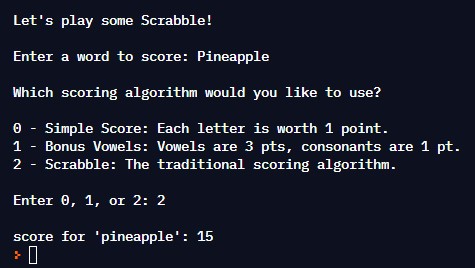 Let's play some Scrabble!
Enter a word to score: Pineapple
Which scoring algorithm would you like to use?
0 - Simple Score: Each letter is worth 1 point.
1 - Bonus Vowels: Vowels are 3 pts, consonants are 1 pt.
2 - Scrabble: The traditional scoring algorithm.
Enter 0, 1, or 2: 2
score for 'pineapple': 15
>